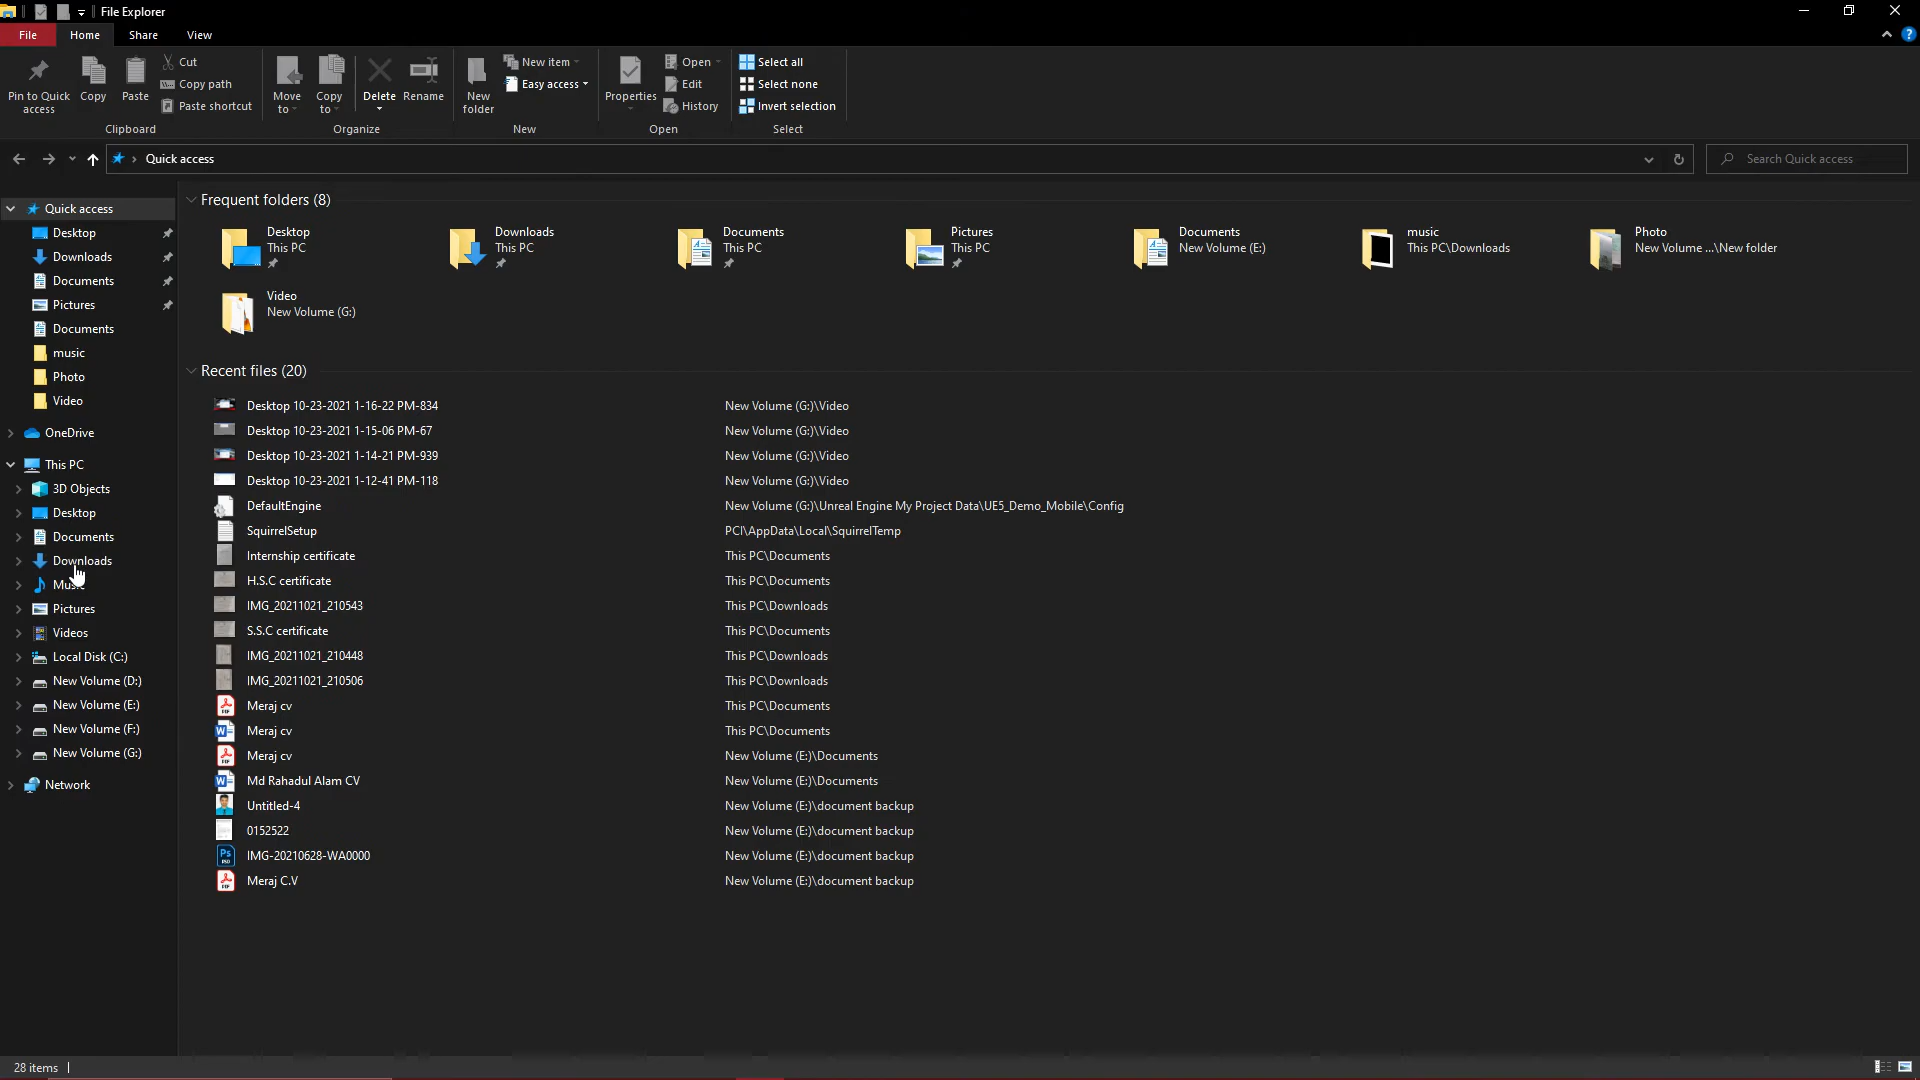 File Explorer
File Home Share View
Pin to Quick access
Copy
Paste
Cut
Copy path
Paste shortcut
Clipboard
Move to
Copy to
Delete
Rename
Organize
New folder
New item
Easy access
New
Properties
Open
Edit
History
Open
Select all
Select none
Invert selection
Select
Quick access
Search Quick access
Quick access
Desktop
Downloads
Documents
Pictures
Documents
music
Photo
Video
OneDrive
This PC
3D Objects
Desktop
Documents
Downloads
Music
Pictures
Videos
Local Disk (C:)
New Volume (D:)
New Volume (E:)
New Volume (F:)
New Volume (G:)
Network
Frequent folders (8)
Desktop
This PC
Downloads
This PC
Documents
This PC
Pictures
This PC
Documents
New Volume (E:)
music
This PC\Downloads
Photo
New Volume ...\New folder
Video
New Volume (G:)
Recent files (20)
Desktop 10-23-2021 1-16-22 PM-834 New Volume (G:)\Video
Desktop 10-23-2021 1-15-06 PM-67 New Volume (G:)\Video
Desktop 10-23-2021 1-14-21 PM-939 New Volume (G:)\Video
Desktop 10-23-2021 1-12-41 PM-118 New Volume (G:)\Video
DefaultEngine New Volume (G:)\Unreal Engine My Project Data\UE5_Demo_Mobile\Config
SquirrelSetup PCI\AppData\Local\SquirrelTemp
Internship certificate This PC\Documents
H.S.C certificate This PC\Documents
IMG_20211021_210543 This PC\Downloads
S.S.C certificate This PC\Documents
IMG_20211021_210448 This PC\Downloads
IMG_20211021_210506 This PC\Downloads
Meraj cv This PC\Documents
Meraj cv This PC\Documents
Meraj cv New Volume (E:)\Documents
Md Rahadul Alam CV New Volume (E:)\Documents
Untitled-4 New Volume (E:)\document backup
0152522 New Volume (E:)\document backup
IMG-20210628-WA0000 New Volume (E:)\document backup
Meraj C.V New Volume (E:)\document backup
28 items